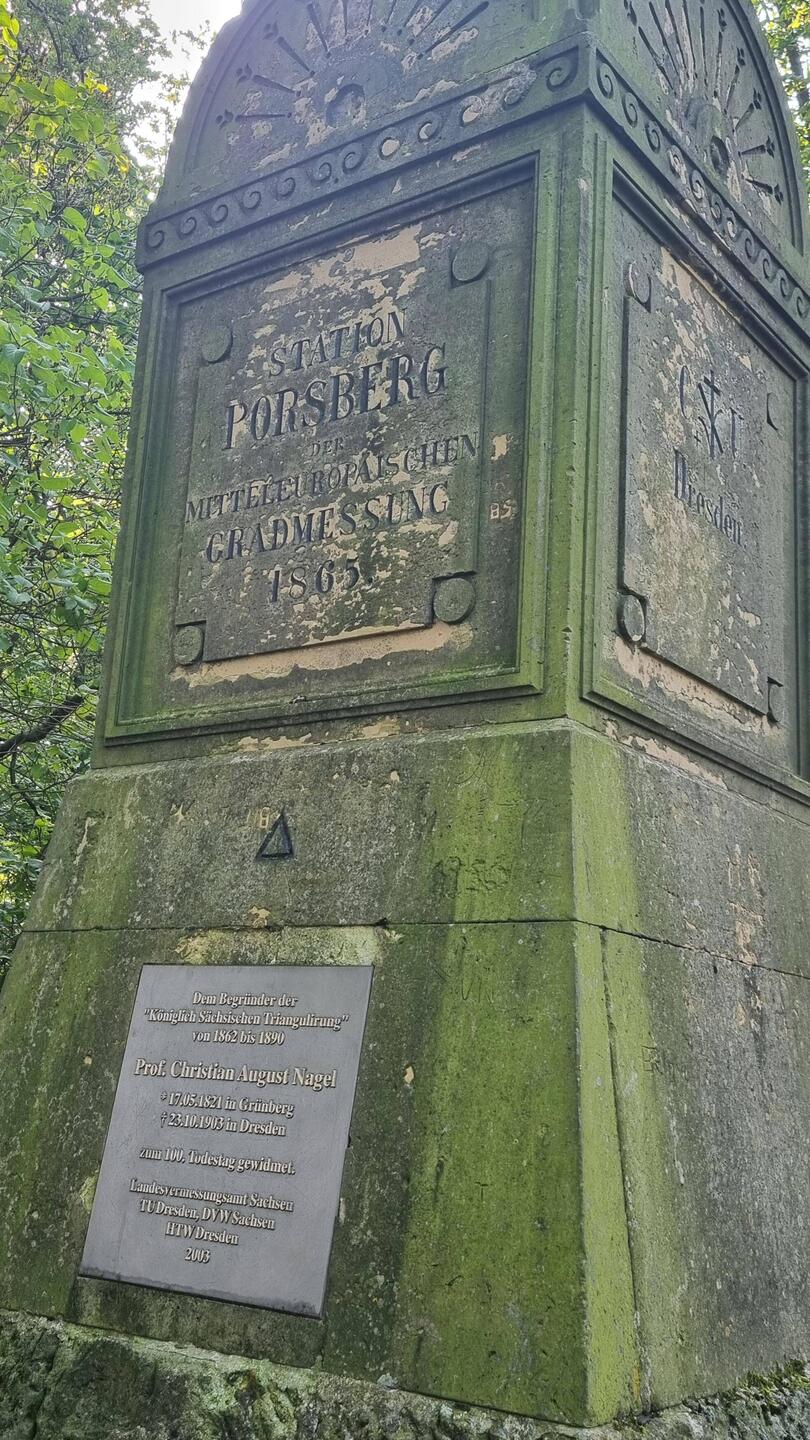 STATION
PORSBERG
DER
MITTELEUROPÄISCHEN
GRADMESSUNG
1865.
Dresden.
BS
Dem Begründer der
"Königlich Sächsischen Triangulirung"
von 1862 bis 1890
Prof. Christian August Nagel
* 17.05.1821 in Grünberg
† 23.10.1903 in Dresden
zum 100. Todestag gewidmet.
Landesvermessungsamt Sachsen
TU Dresden, DVW Sachsen
HTW Dresden
2003